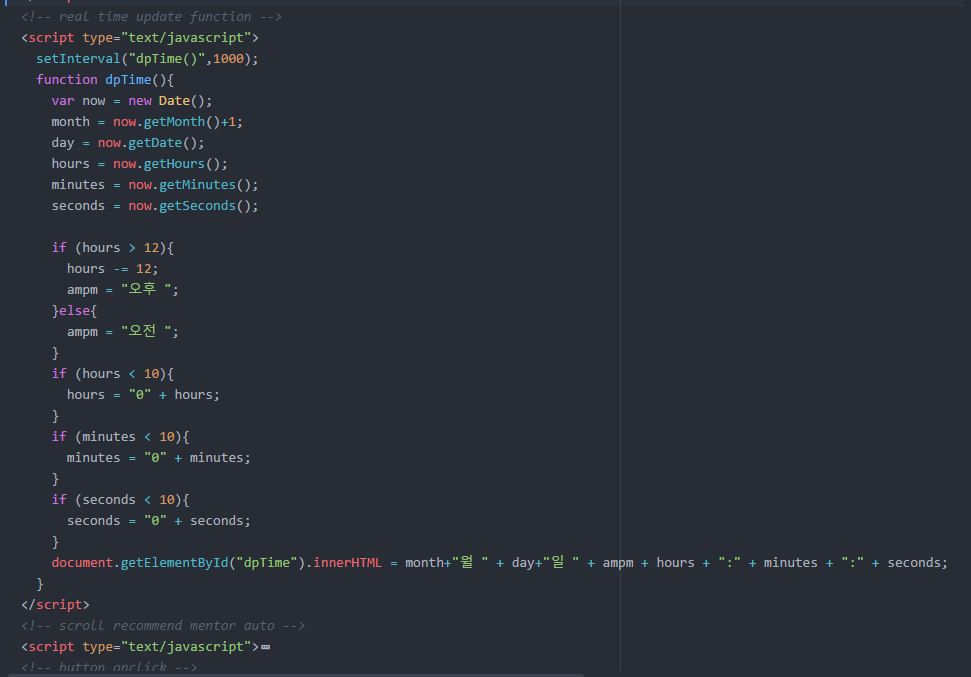 <!-- real time update function -->
<script type="text/javascript">
  setInterval("dpTime()",1000);
  function dpTime(){
    var now = new Date();
    month = now.getMonth()+1;
    day = now.getDate();
    hours = now.getHours();
    minutes = now.getMinutes();
    seconds = now.getSeconds();

    if (hours > 12){
      hours -= 12;
      ampm = "오후 ";
    }else{
      ampm = "오전 ";
    }
    if (hours < 10){
      hours = "0" + hours;
    }
    if (minutes < 10){
      minutes = "0" + minutes;
    }
    if (seconds < 10){
      seconds = "0" + seconds;
    }
    document.getElementById("dpTime").innerHTML = month+"월 " + day+"일 " + ampm + hours + ":" + minutes + ":" + seconds;
  }
</script>
<!-- scroll recommend mentor auto -->
<script type="text/javascript">
<!-- button onclick -->